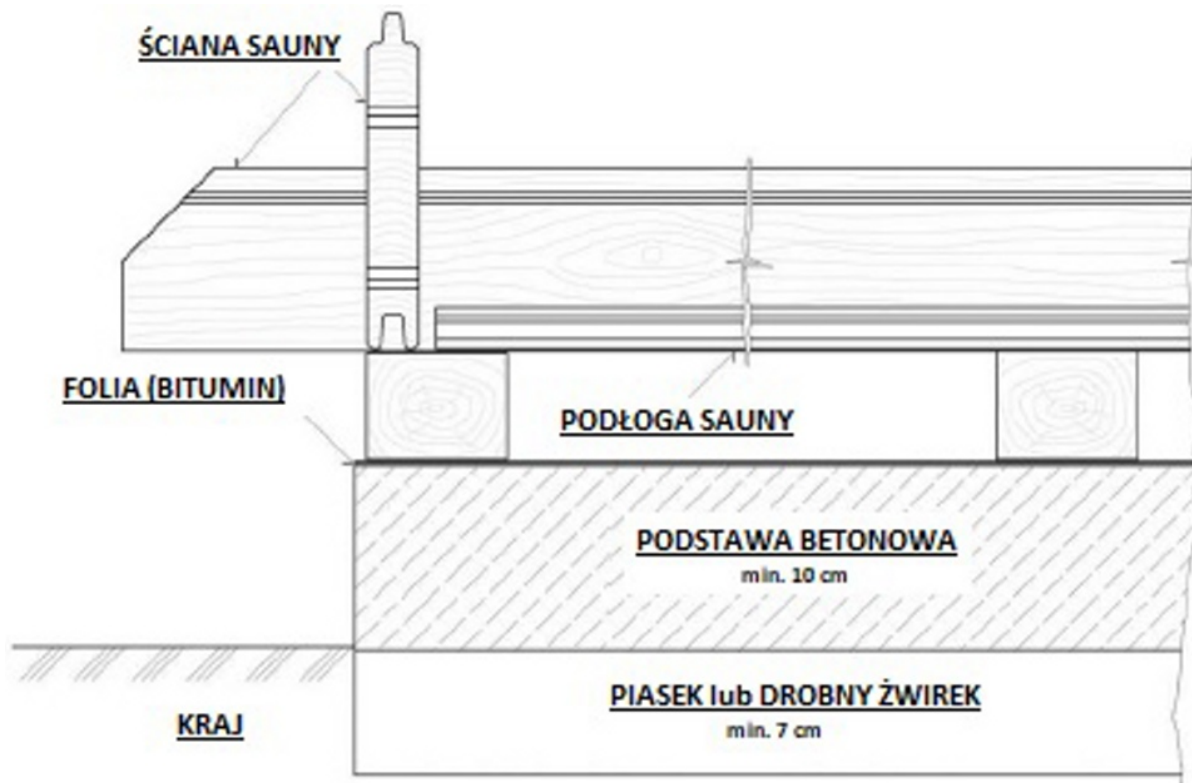 ŚCIANA SAUNY
FOLIA (BITUMIN)
PODŁOGA SAUNY
PODSTAWA BETONOWA
min. 10 cm
PIASEK lub DROBNY ŻWIREK
min. 7 cm
KRAJ